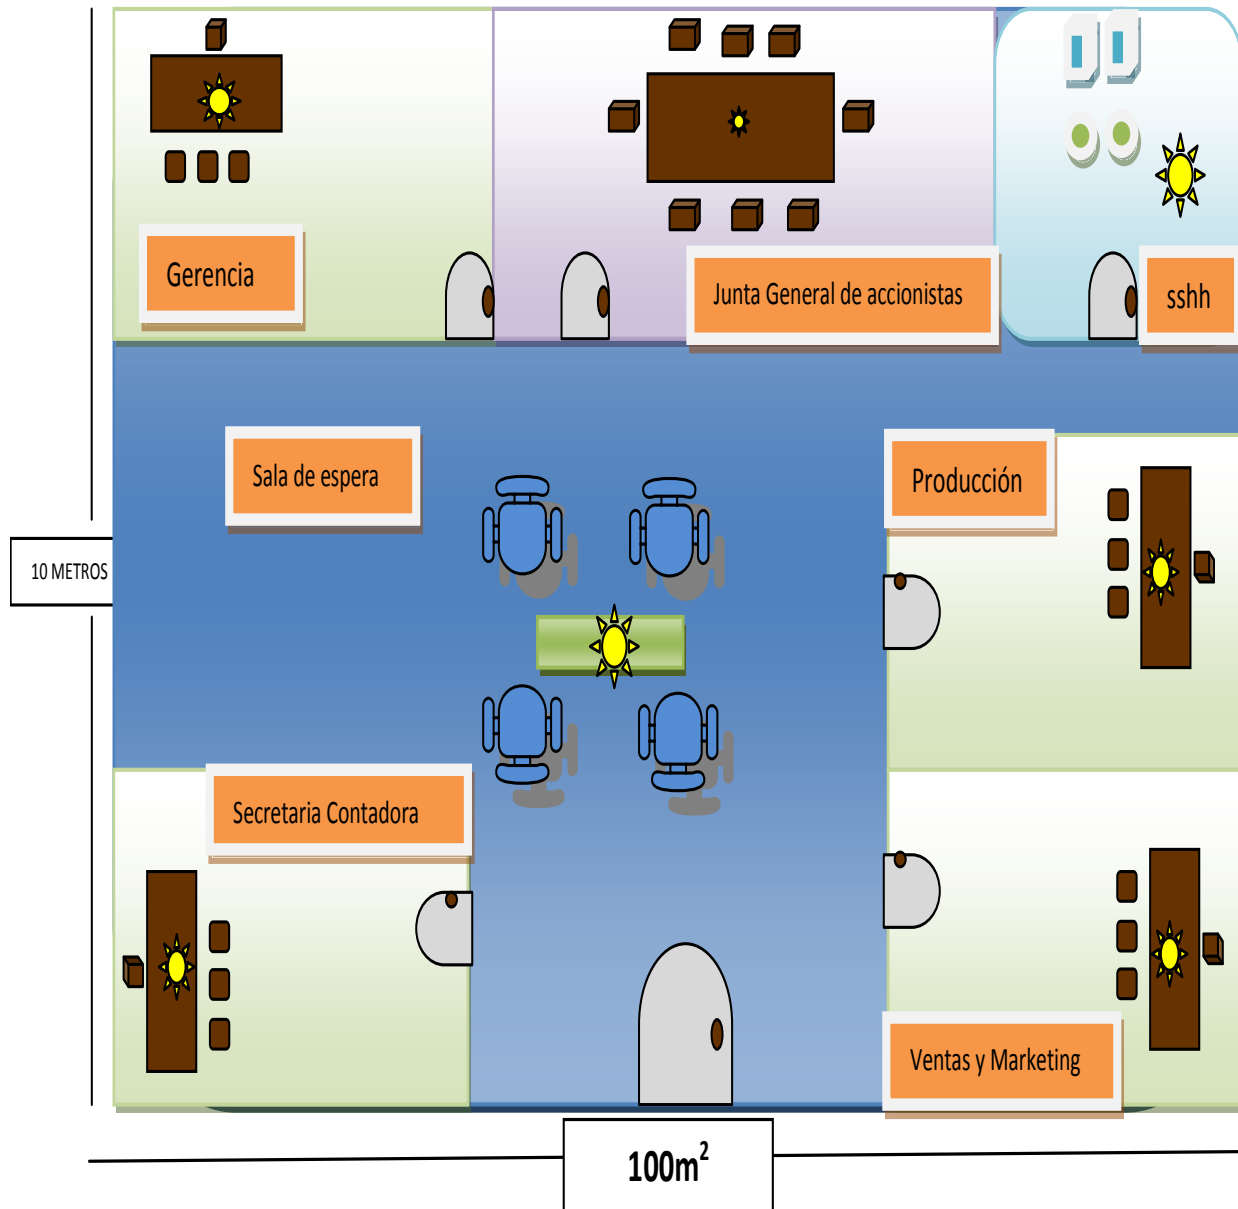 Gerencia
Junta General de accionistas
sshh
Sala de espera
Producción
10 METROS
Secretaria Contadora
Ventas y Marketing
100m²